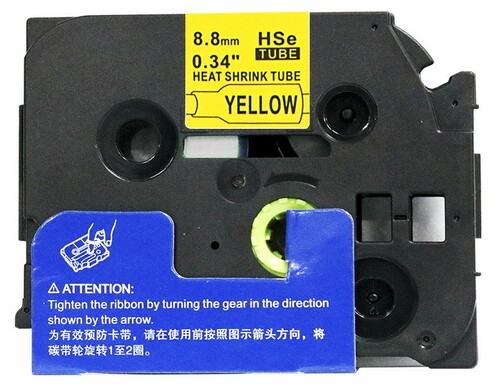 8.8mm HSe
TUBE
0.34"
HEAT SHRINK TUBE
YELLOW
⚠ ATTENTION:
Tighten the ribbon by turning the gear in the direction
shown by the arrow.
为有效预防卡带，请在使用前按照图示箭头方向，将
碳带轮旋转1至2圈。